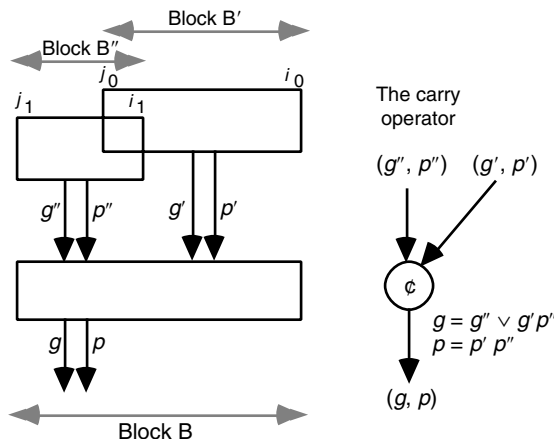 Block B′
Block B″
j0
i0
j1
i1
The carry
operator
(g″, p″)
(g′, p′)
g″
p″
g′
p′
¢
g = g″ ∨ g′p″
p = p′ p″
g
p
(g, p)
Block B